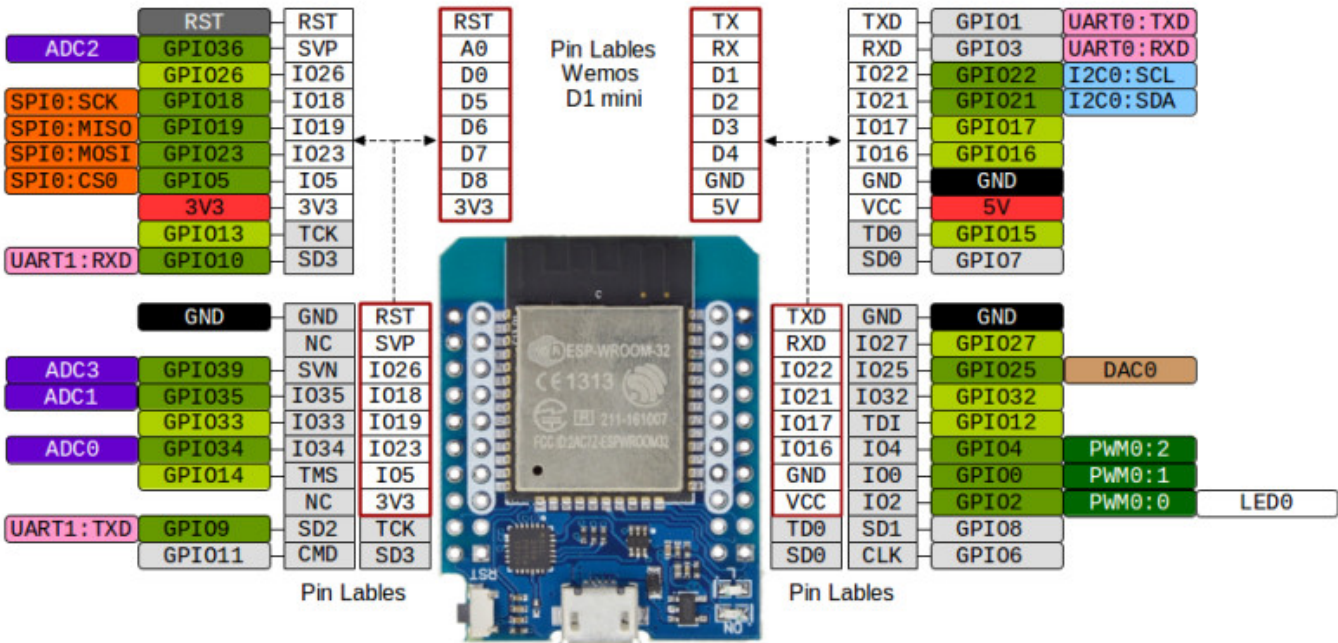 RST RST RST TX TXD GPIO1 UART0:TXD
ADC2 GPIO36 SVP A0 Pin Lables RX RXD GPIO3 UART0:RXD
GPIO26 IO26 D0 Wemos D1 IO22 GPIO22 I2C0:SCL
SPI0:SCK GPIO18 IO18 D5 D1 mini D2 IO21 GPIO21 I2C0:SDA
SPI0:MISO GPIO19 IO19 D6 D3 IO17 GPIO17
SPI0:MOSI GPIO23 IO23 D7 D4 IO16 GPIO16
SPI0:CS0 GPIO5 IO5 D8 GND GND GND
3V3 3V3 3V3 5V VCC 5V
GPIO13 TCK TD0 GPIO15
UART1:RXD GPIO10 SD3 SD0 GPIO7
GND GND RST TXD GND GND
NC SVP RXD IO27 GPIO27
ADC3 GPIO39 SVN IO26 IO22 IO25 GPIO25 DAC0
ADC1 GPIO35 IO35 IO18 IO21 IO32 GPIO32
GPIO33 IO33 IO19 IO17 TDI GPIO12
ADC0 GPIO34 IO34 IO23 IO16 IO4 GPIO4 PWM0:2
GPIO14 TMS IO5 GND IO0 GPIO0 PWM0:1
NC 3V3 VCC IO2 GPIO2 PWM0:0 LED0
UART1:TXD GPIO9 SD2 TCK TD0 SD1 GPIO8
GPIO11 CMD SD3 SD0 CLK GPIO6
Pin Lables Pin Lables
ESP-WROOM-32
CE1313
R 211-161007
FCC ID:2AC7Z-ESPWROOM32
RST
L
ON